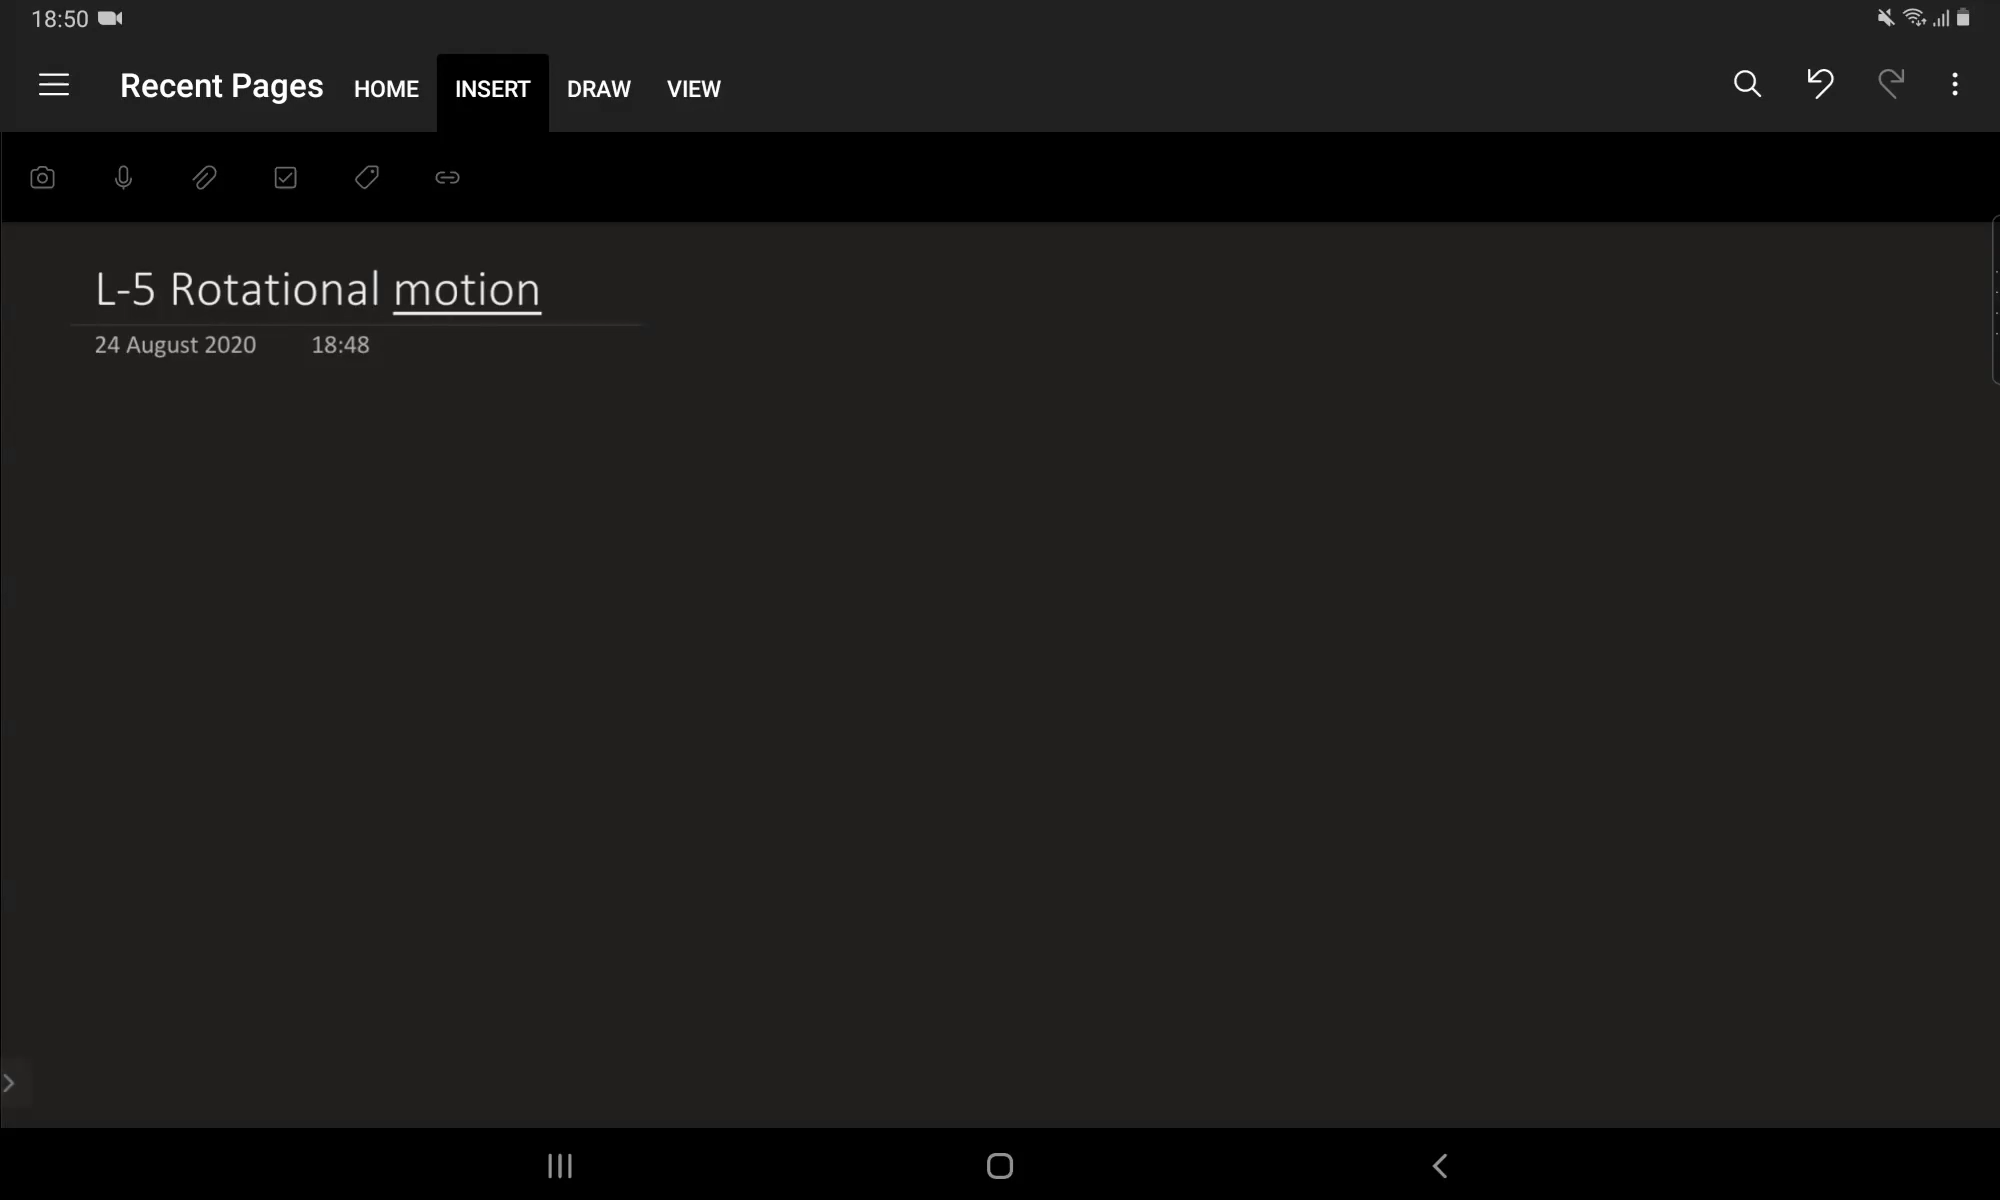 18:50
Recent Pages HOME INSERT DRAW VIEW
L-5 Rotational motion
24 August 2020 18:48